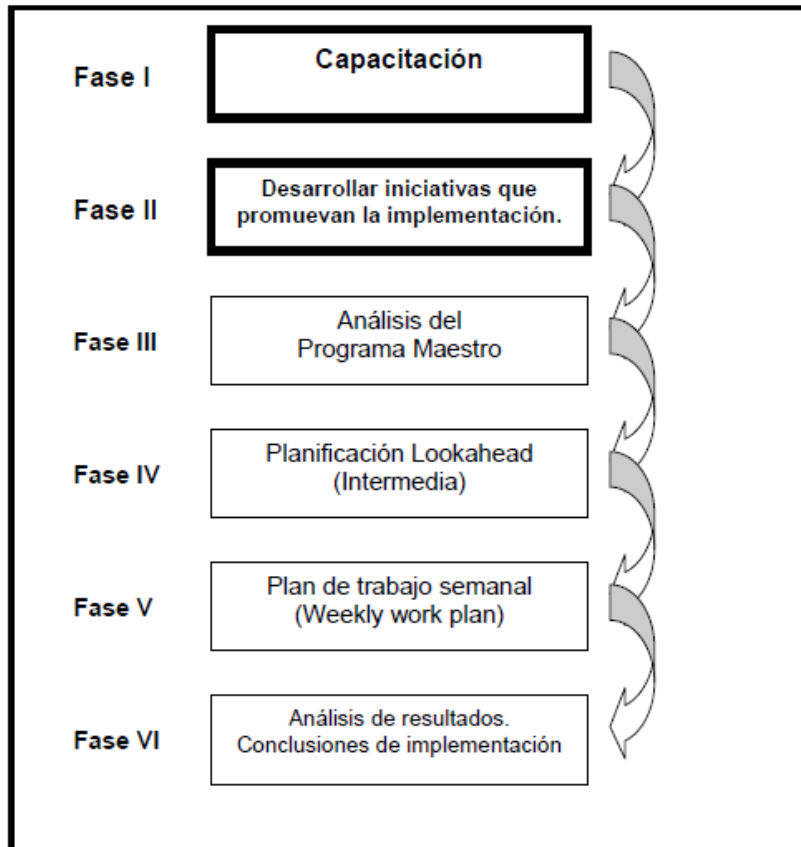 Fase I
Capacitación
Fase II
Desarrollar iniciativas que
promuevan la implementación.
Fase III
Análisis del
Programa Maestro
Fase IV
Planificación Lookahead
(Intermedia)
Fase V
Plan de trabajo semanal
(Weekly work plan)
Fase VI
Análisis de resultados.
Conclusiones de implementación